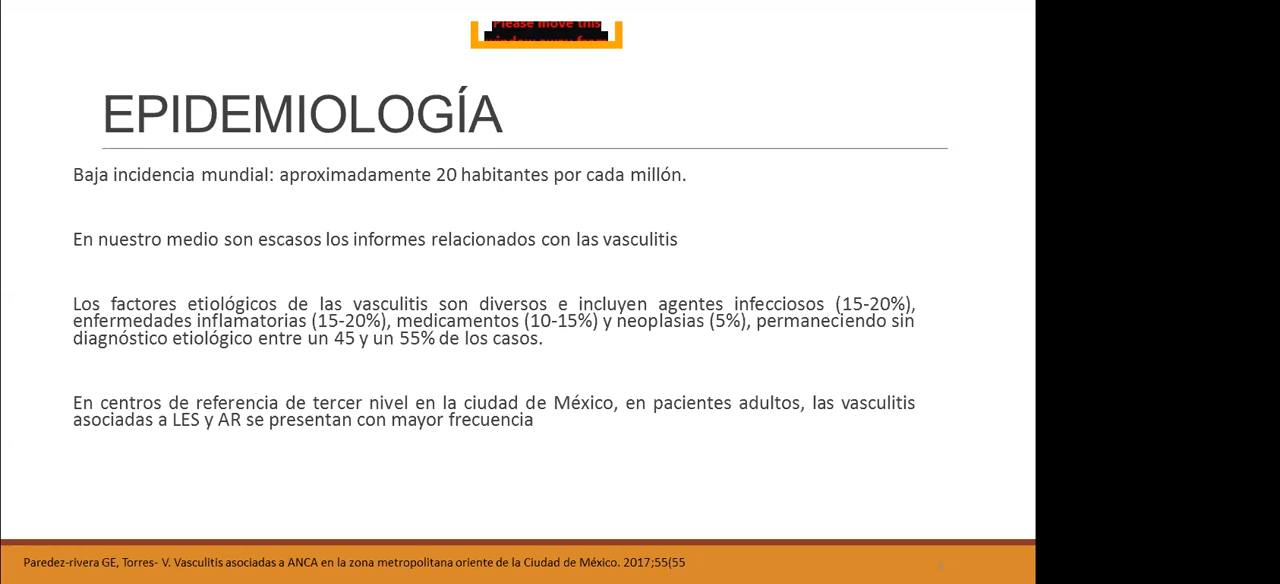 Please move this
EPIDEMIOLOGÍA
Baja incidencia mundial: aproximadamente 20 habitantes por cada millón.
En nuestro medio son escasos los informes relacionados con las vasculitis
Los factores etiológicos de las vasculitis son diversos e incluyen agentes infecciosos (15-20%),
enfermedades inflamatorias (15-20%), medicamentos (10-15%) y neoplasias (5%), permaneciendo sin
diagnóstico etiológico entre un 45 y un 55% de los casos.
En centros de referencia de tercer nivel en la ciudad de México, en pacientes adultos, las vasculitis
asociadas a LES y AR se presentan con mayor frecuencia
Paredez-rivera GE, Torres- V. Vasculitis asociadas a ANCA en la zona metropolitana oriente de la Ciudad de México. 2017;55(55